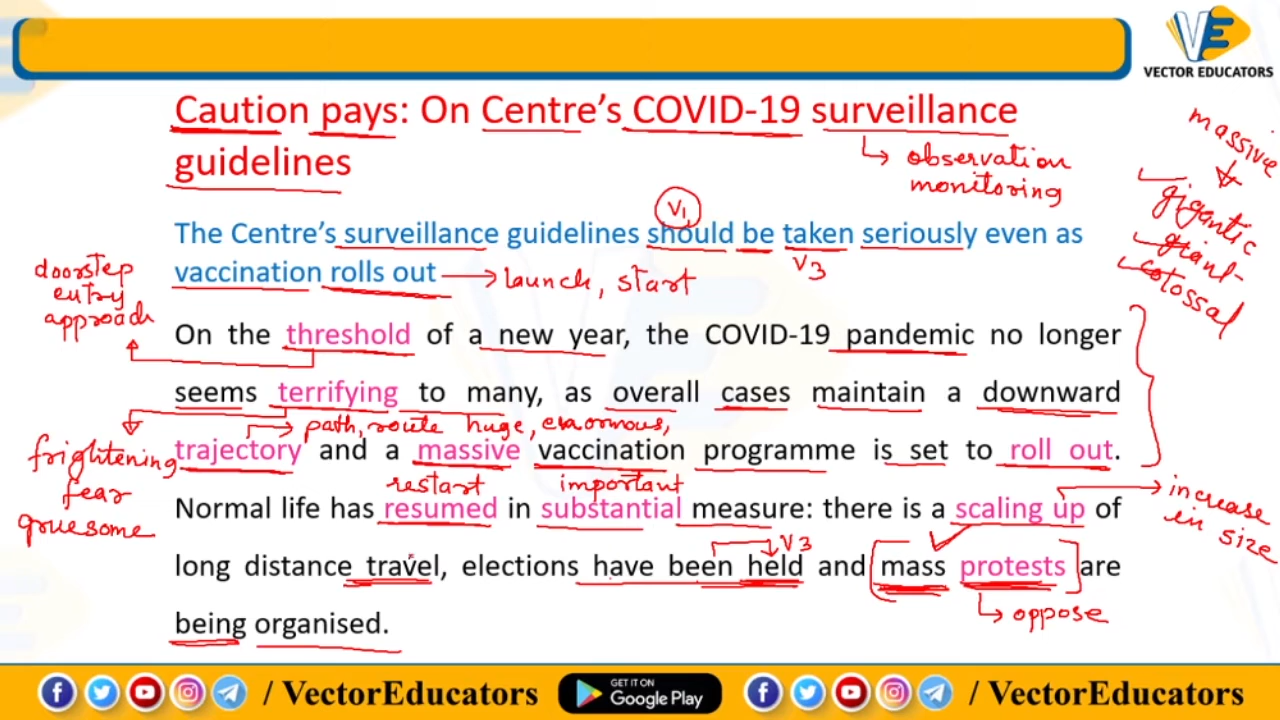 VECTOR EDUCATORS
Caution pays: On Centre's COVID-19 surveillance
guidelines
observation
monitoring
massive
gigantic
giant
colossal
V1
The Centre's surveillance guidelines should be taken seriously even as
V3
vaccination rolls out
launch, start
doorstep
entry
approach
On the threshold of a new year, the COVID-19 pandemic no longer
seems terrifying to many, as overall cases maintain a downward
path, route huge, enormous,
trajectory and a massive vaccination programme is set to roll out.
frightening
fear
gruesome
restart important
Normal life has resumed in substantial measure: there is a scaling up of
increase
in size
V3
long distance travel, elections have been held and mass protests are
oppose
being organised.
/ VectorEducators
GET IT ON
Google Play
/ VectorEducators